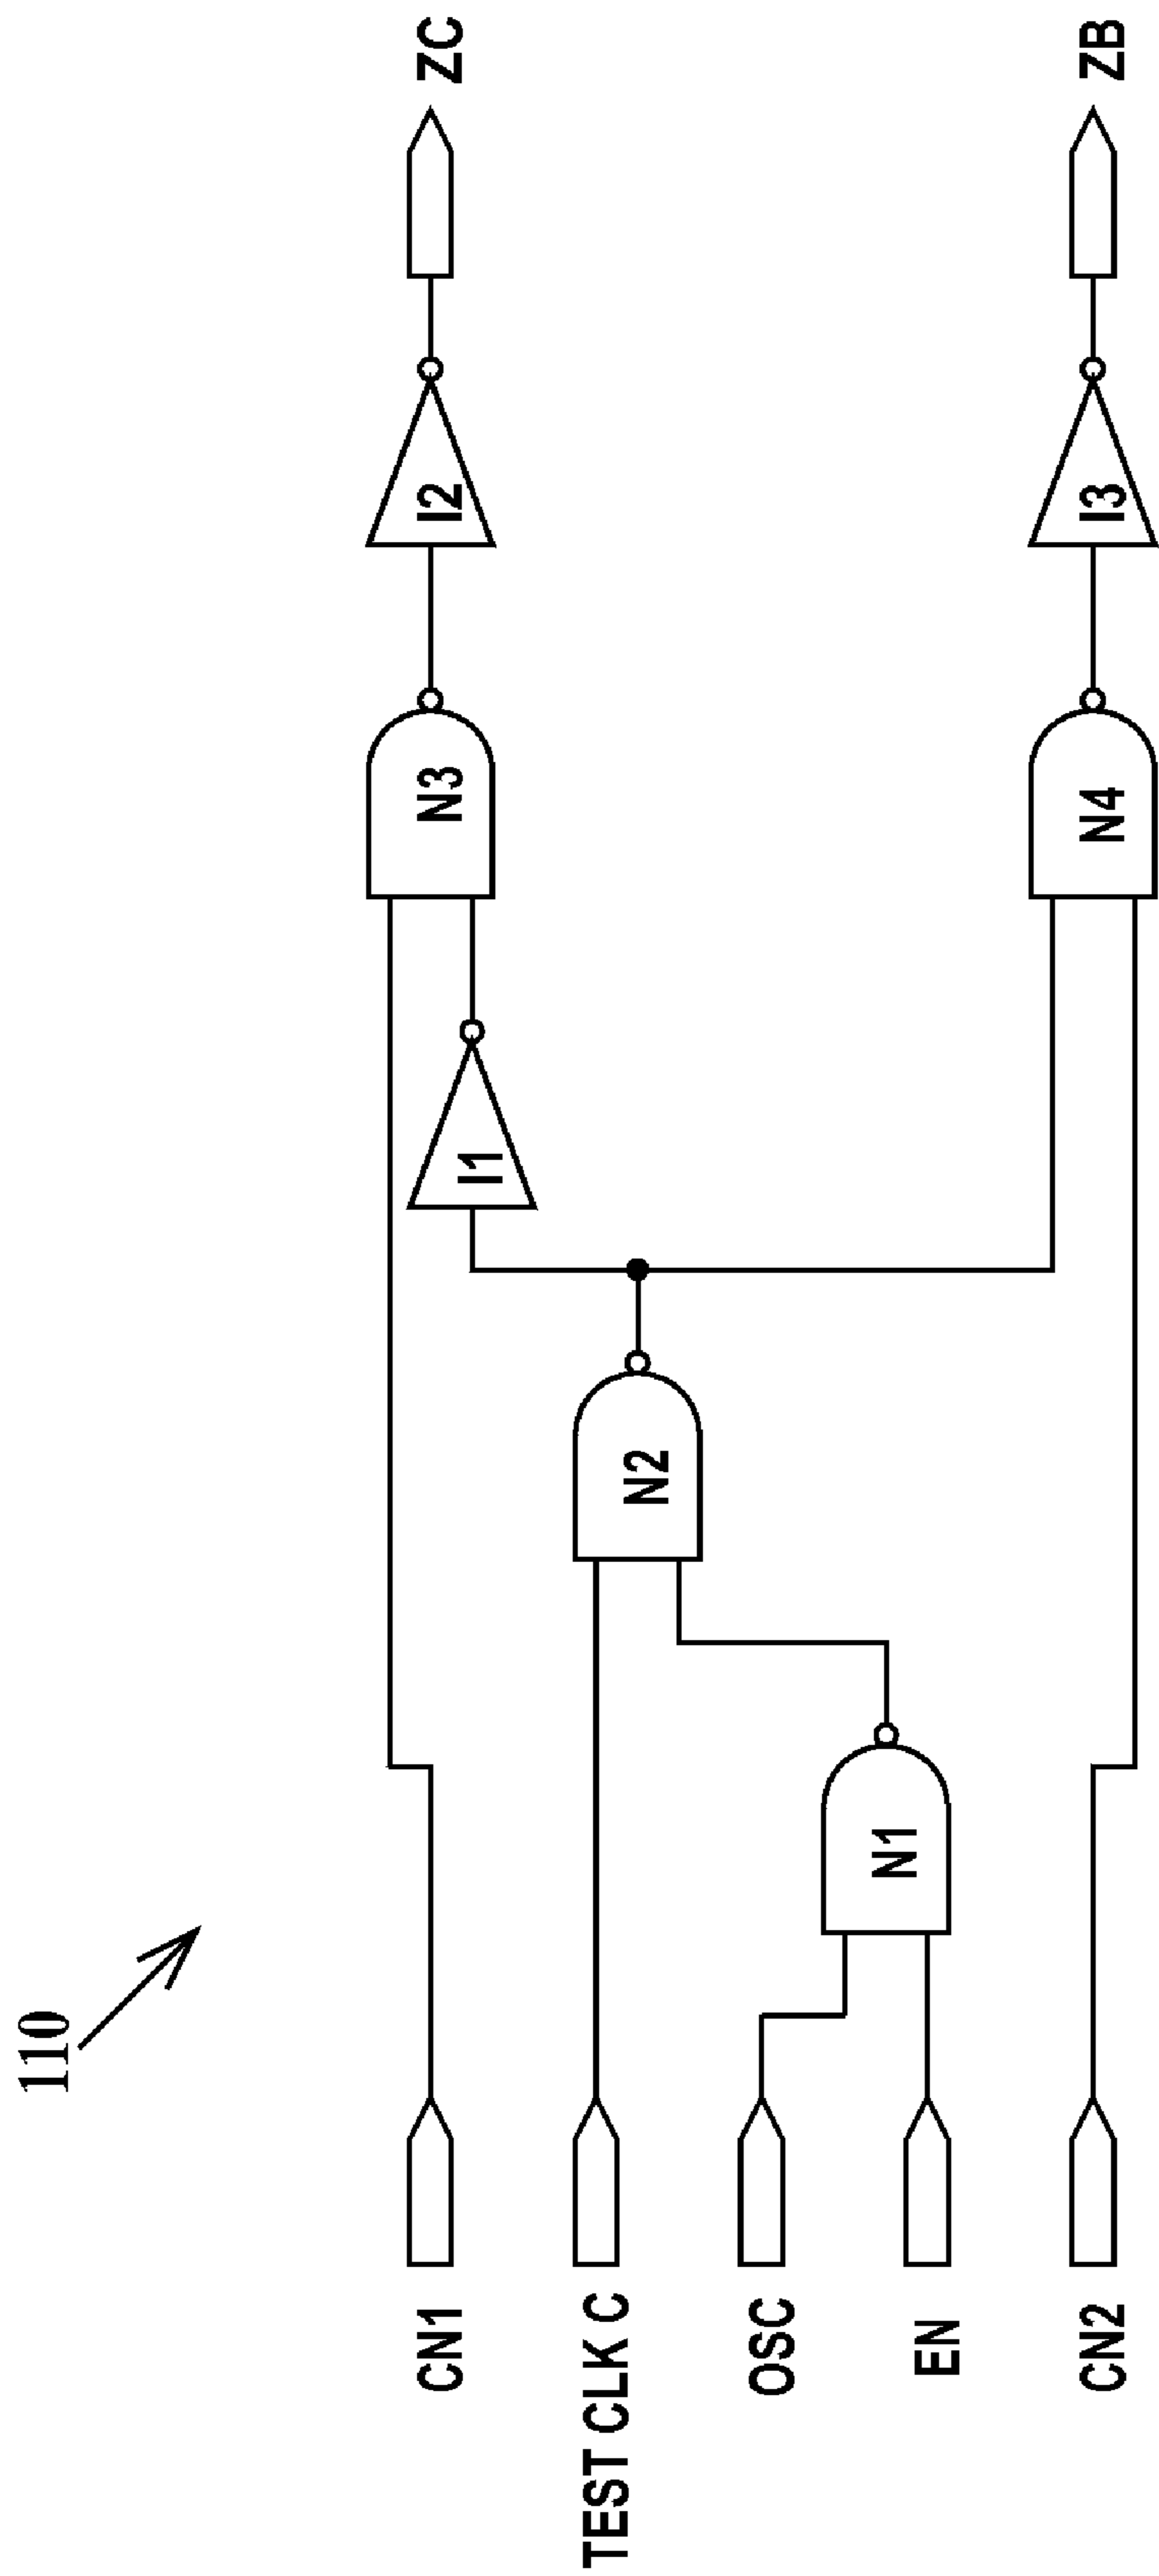 110
CN1
TEST CLK C
OSC
EN
CN2
N1
N2
I1
N3
N4
I2
I3
ZC
ZB